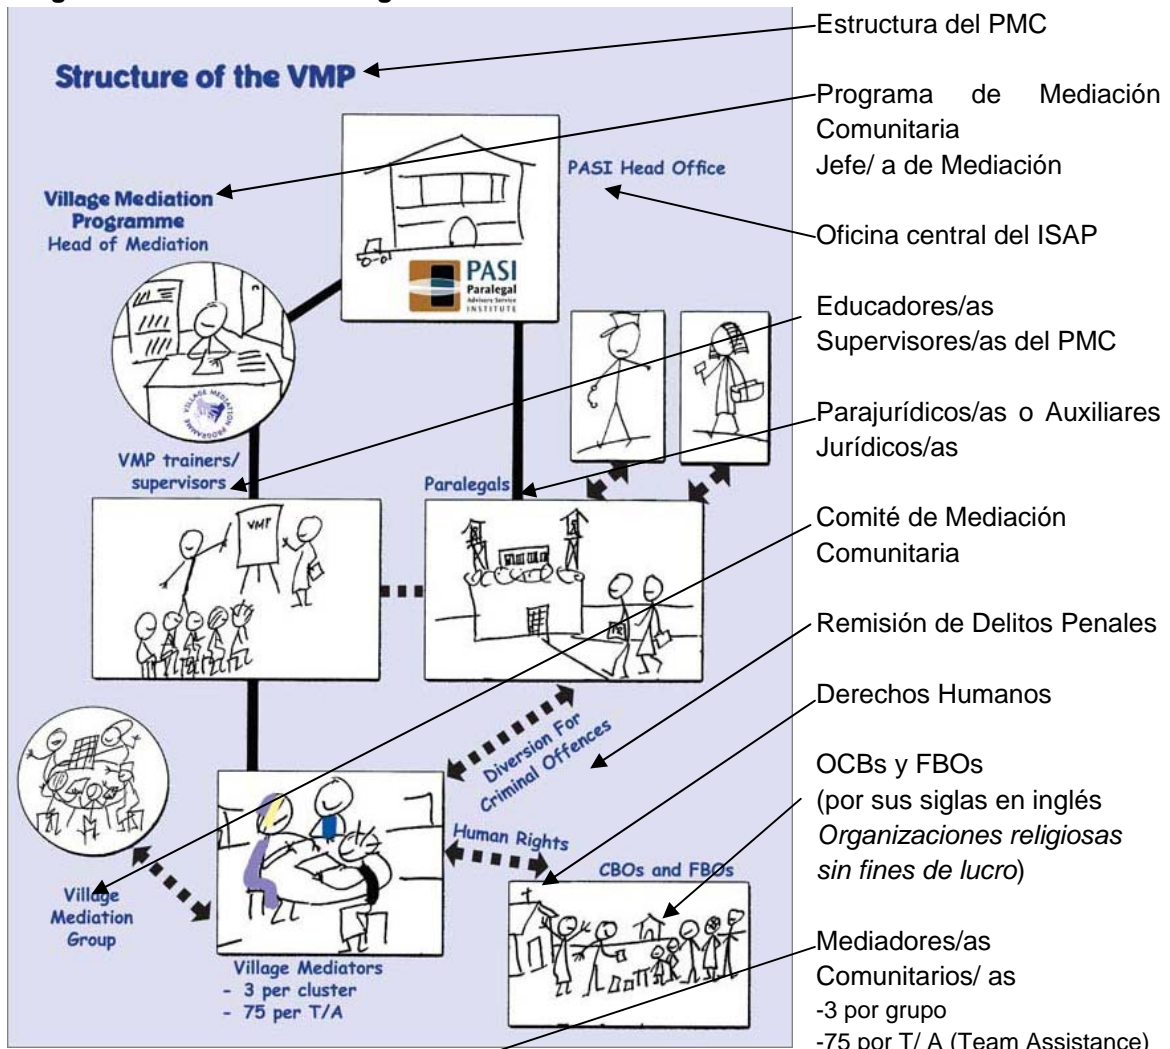 Structure of the VMP
PASI Head Office
Village Mediation
Programme
Head of Mediation
PASI
Paralegal
Advisory Service
INSTITUTE
VILLAGE MEDIATION PROGRAMME
VMP trainers/
supervisors
VMP
Paralegals
Diversion For
Criminal Offences
Human Rights
CBOs and FBOs
Village
Mediation
Group
Village Mediators
- 3 per cluster
- 75 per T/A
Estructura del PMC
Programa de Mediación
Comunitaria
Jefe/ a de Mediación
Oficina central del ISAP
Educadores/as
Supervisores/as del PMC
Parajurídicos/as o Auxiliares
Jurídicos/as
Comité de Mediación
Comunitaria
Remisión de Delitos Penales
Derechos Humanos
OCBs y FBOs
(por sus siglas en inglés
Organizaciones religiosas
sin fines de lucro)
Mediadores/as
Comunitarios/ as
-3 por grupo
-75 por T/ A (Team Assistance)